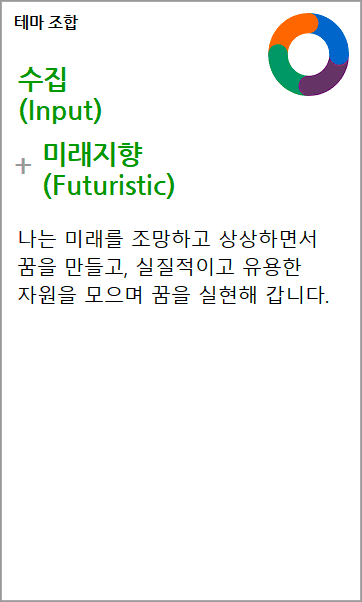 테마 조합
수집
(Input)
+ 미래지향
(Futuristic)
나는 미래를 조망하고 상상하면서
꿈을 만들고, 실질적이고 유용한
자원을 모으며 꿈을 실현해 갑니다.